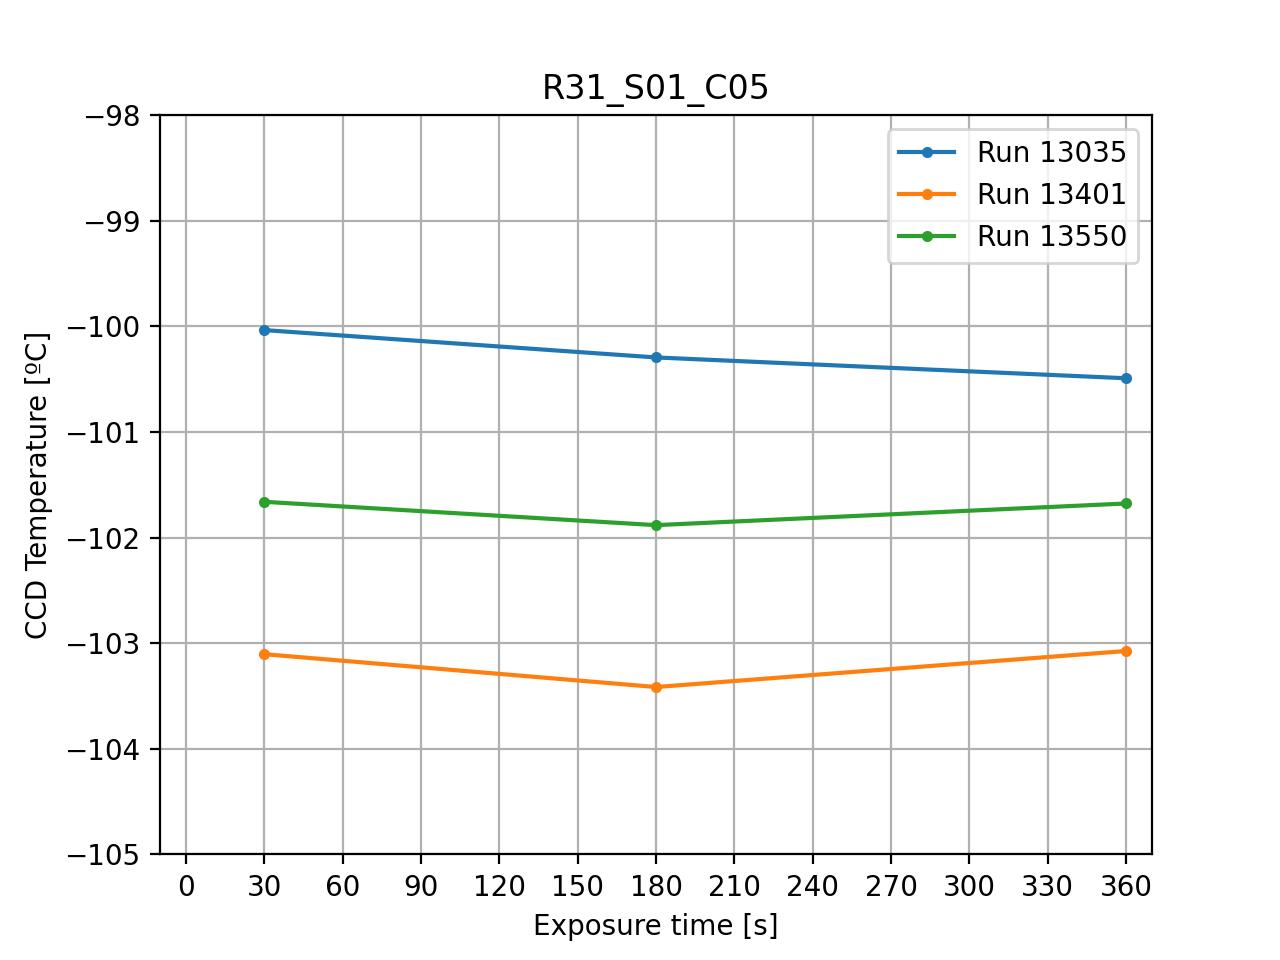 R31_S01_C05
−98
−99
−100
−101
−102
−103
−104
−105
CCD Temperature [ºC]
Run 13035
Run 13401
Run 13550
0 30 60 90 120 150 180 210 240 270 300 330 360
Exposure time [s]